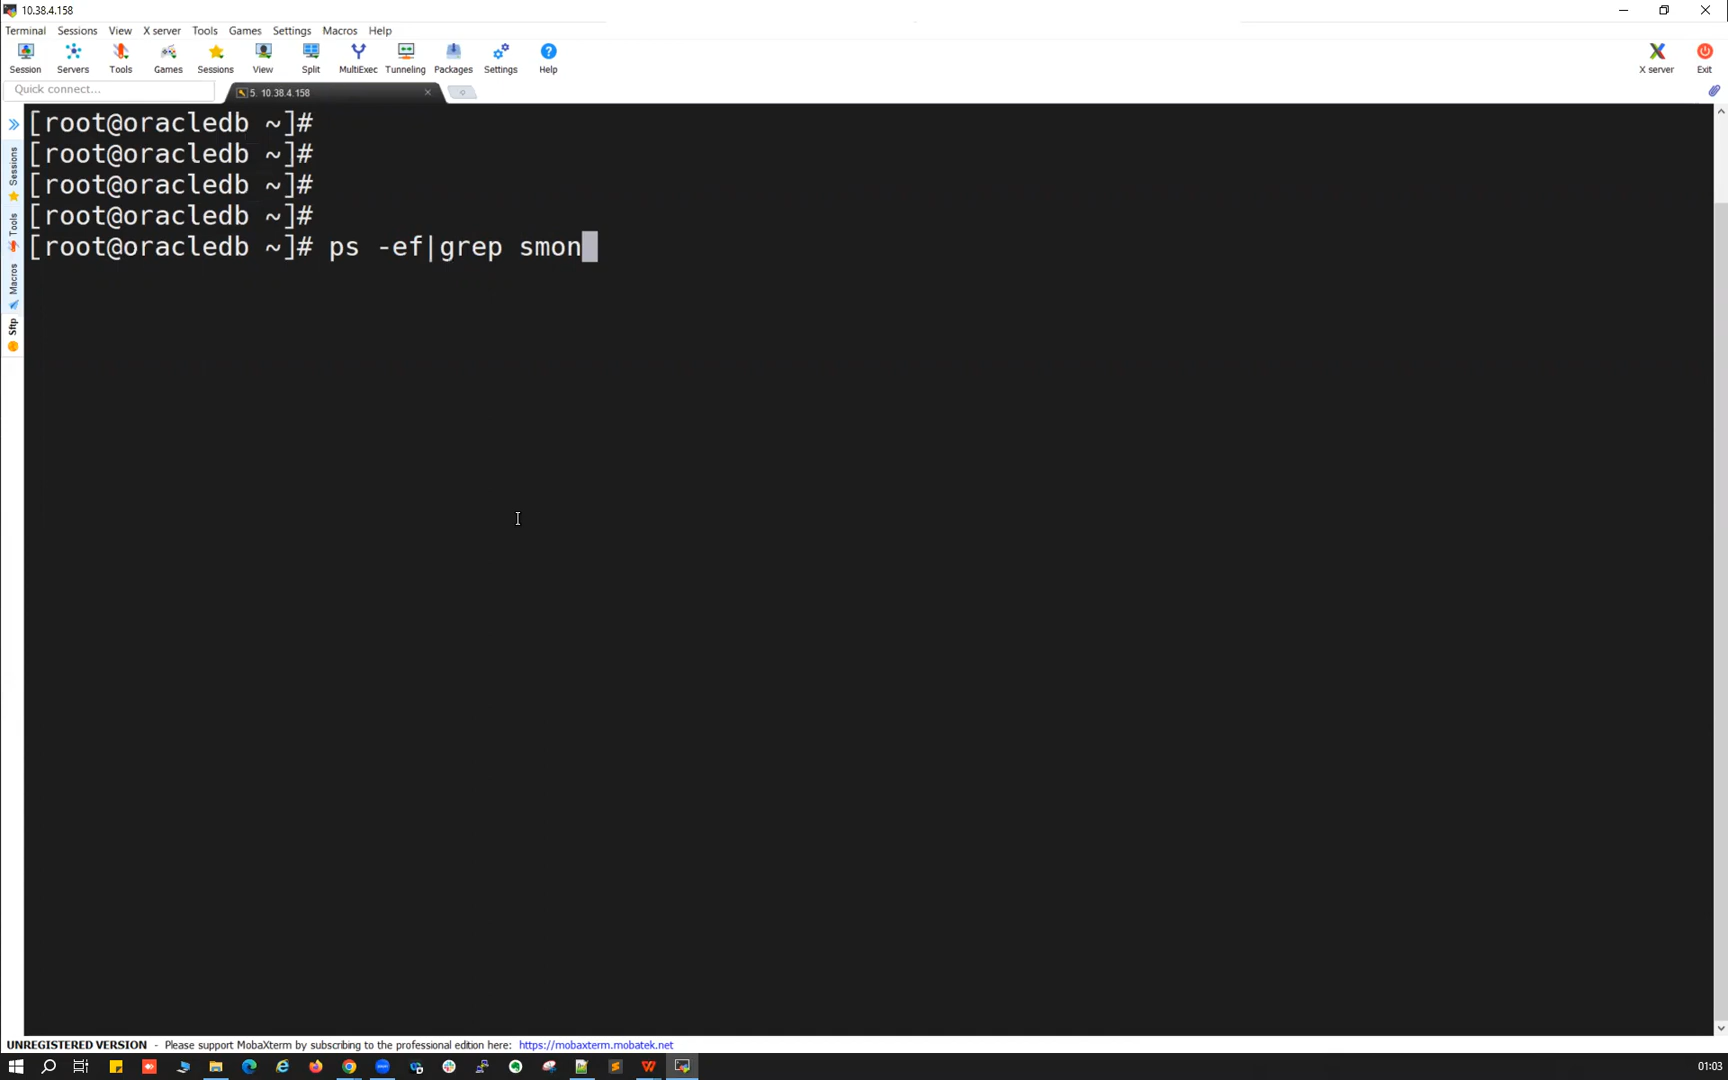 10.38.4.158
Terminal Sessions View X server Tools Games Settings Macros Help
Session Servers Tools Games Sessions View Split MultiExec Tunneling Packages Settings Help X server Exit
Quick connect... 5. 10.38.4.158
[root@oracledb ~]#
[root@oracledb ~]#
[root@oracledb ~]#
[root@oracledb ~]#
[root@oracledb ~]# ps -ef|grep smon
Sessions
Tools
Macros
Sftp
UNREGISTERED VERSION - Please support MobaXterm by subscribing to the professional edition here: https://mobaxterm.mobatek.net
01:03